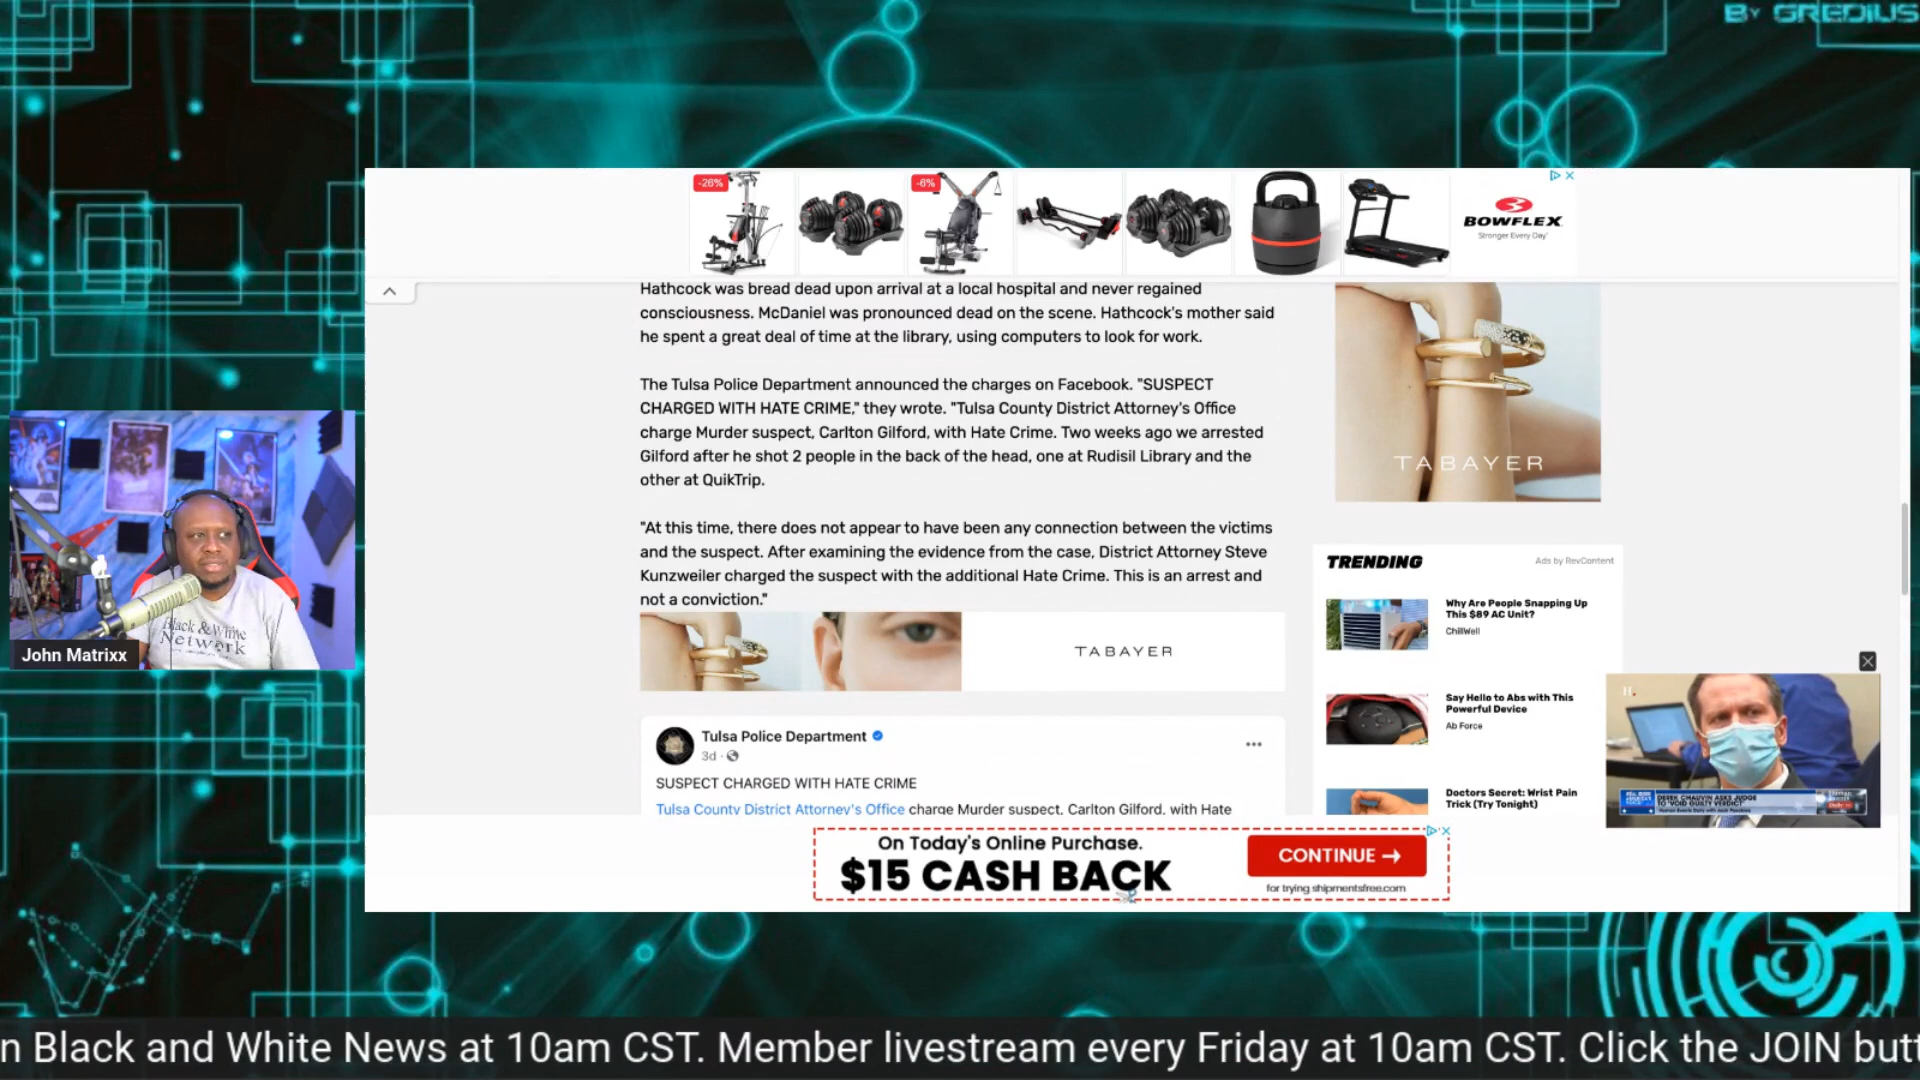 BY GREDIUS
-26%
-6%
BOWFLEX
Stronger Every Day
Hathcock was bread dead upon arrival at a local hospital and never regained
consciousness. McDaniel was pronounced dead on the scene. Hathcock's mother said
he spent a great deal of time at the library, using computers to look for work.
The Tulsa Police Department announced the charges on Facebook. "SUSPECT
CHARGED WITH HATE CRIME," they wrote. "Tulsa County District Attorney's Office
charge Murder suspect, Carlton Gilford, with Hate Crime. Two weeks ago we arrested
Gilford after he shot 2 people in the back of the head, one at Rudisil Library and the
other at QuikTrip.
"At this time, there does not appear to have been any connection between the victims
and the suspect. After examining the evidence from the case, District Attorney Steve
Kunzweiler charged the suspect with the additional Hate Crime. This is an arrest and
not a conviction."
TABAYER
TABAYER
Tulsa Police Department
3d ·
SUSPECT CHARGED WITH HATE CRIME
Tulsa County District Attorney's Office charge Murder suspect, Carlton Gilford, with Hate
TRENDING
Ads by RevContent
Why Are People Snapping Up
This $89 AC Unit?
ChillWell
Say Hello to Abs with This
Powerful Device
Ab Force
Doctors Secret: Wrist Pain
Trick (Try Tonight)
H.
DEREK CHAUVIN ASKS JUDGE
TO 'VOID GUILTY VERDICT'
On Today's Online Purchase.
$15 CASH BACK
CONTINUE →
for trying shipmentsfree.com
Black & White
Network
John Matrixx
n Black and White News at 10am CST. Member livestream every Friday at 10am CST. Click the JOIN butt